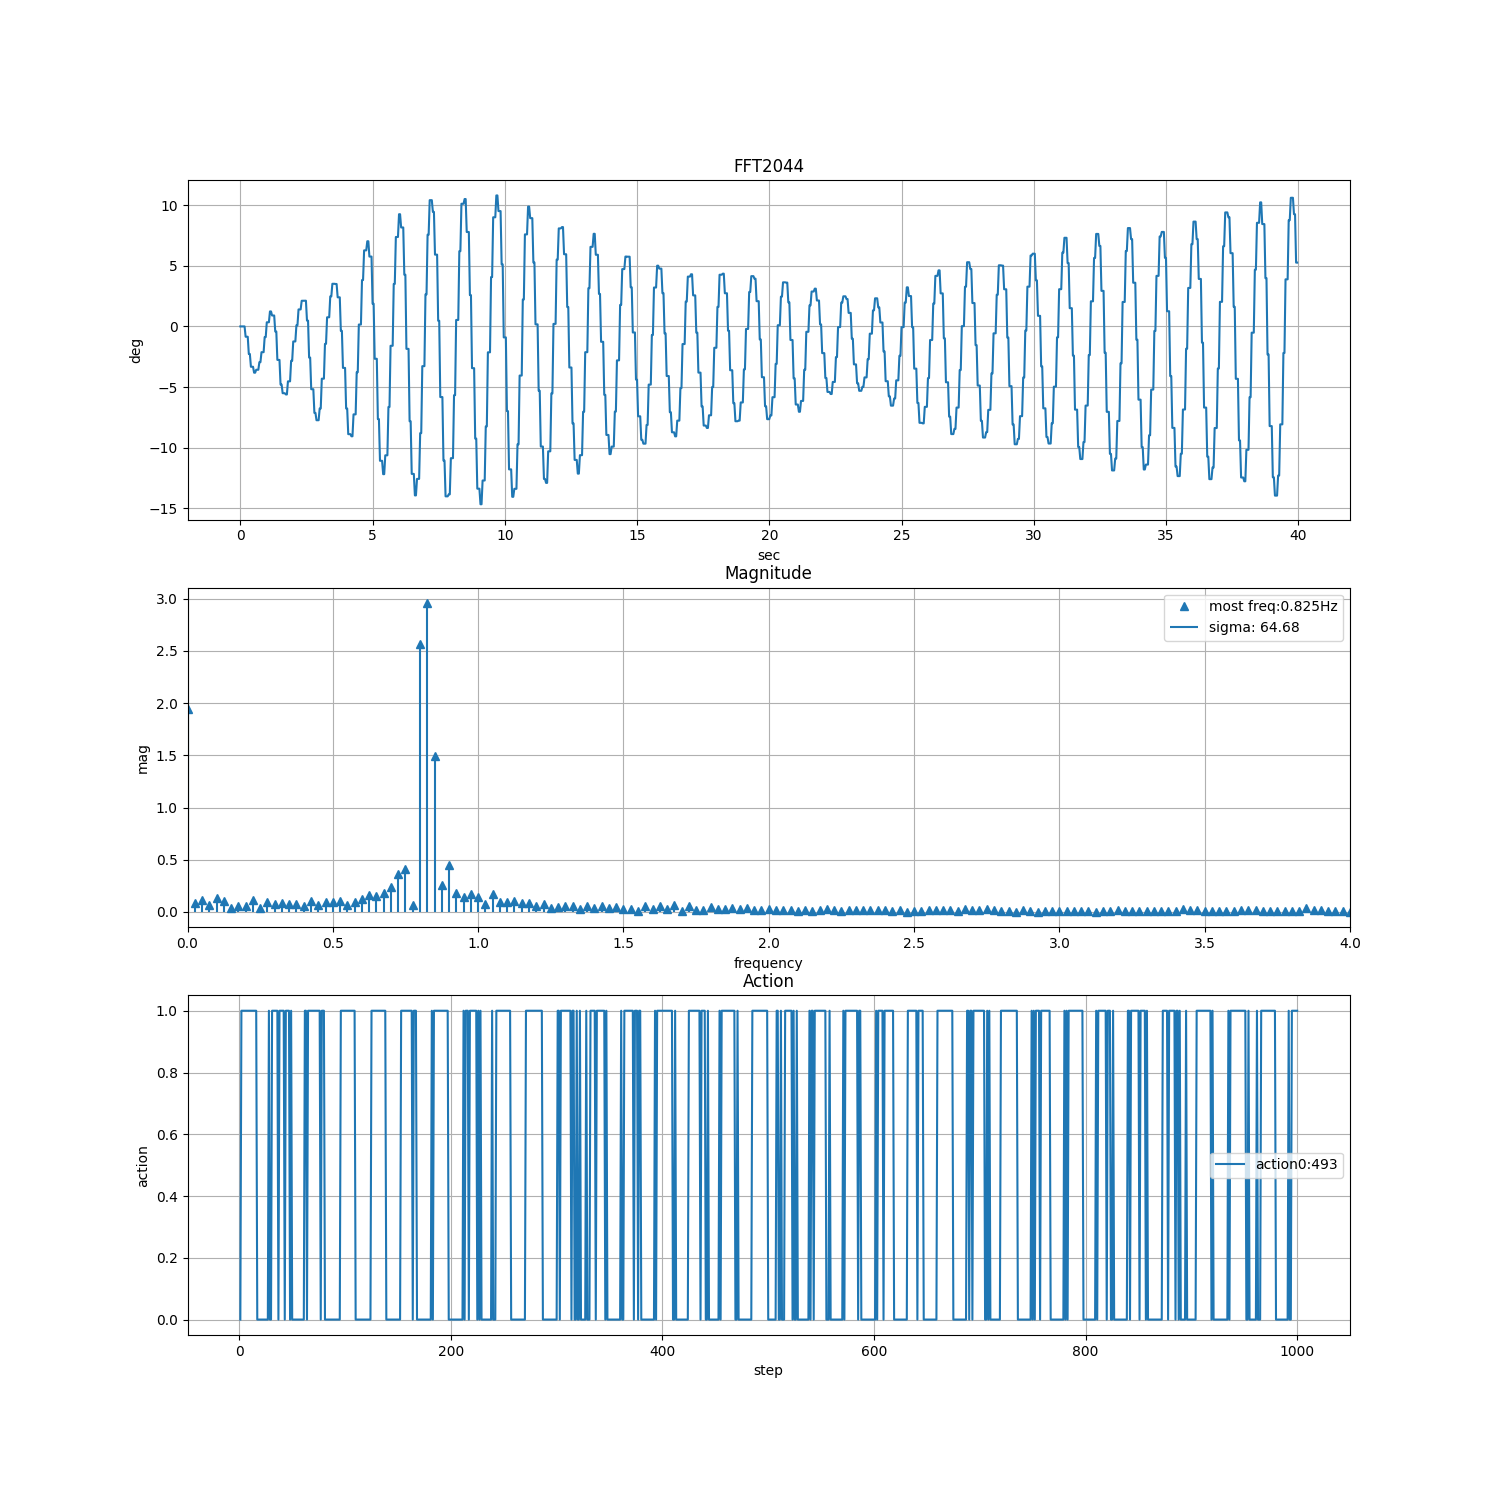 FFT2044
10
5
0
−5
−10
−15
deg
0 5 10 15 20 25 30 35 40
sec
Magnitude
3.0
2.5
2.0
1.5
1.0
0.5
0.0
mag
most freq:0.825Hz
sigma: 64.68
0.0 0.5 1.0 1.5 2.0 2.5 3.0 3.5 4.0
frequency
Action
1.0
0.8
0.6
0.4
0.2
0.0
action
action0:493
0 200 400 600 800 1000
step